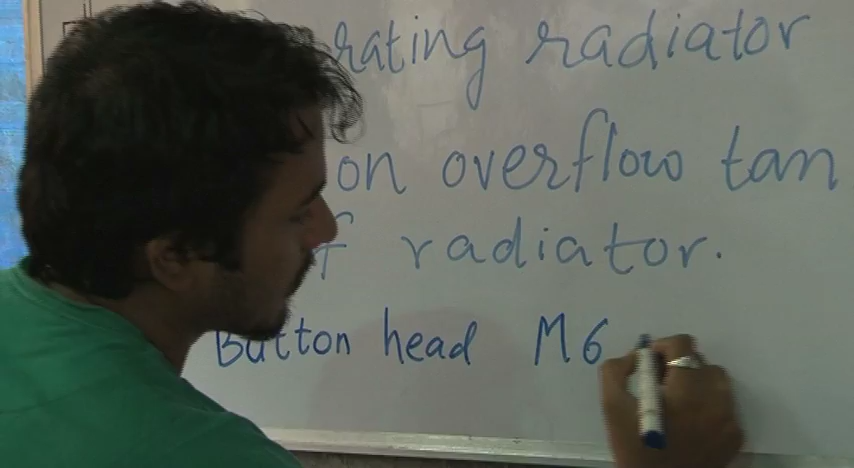 rating radiator
on overflow tan
f radiator.
Button head M6